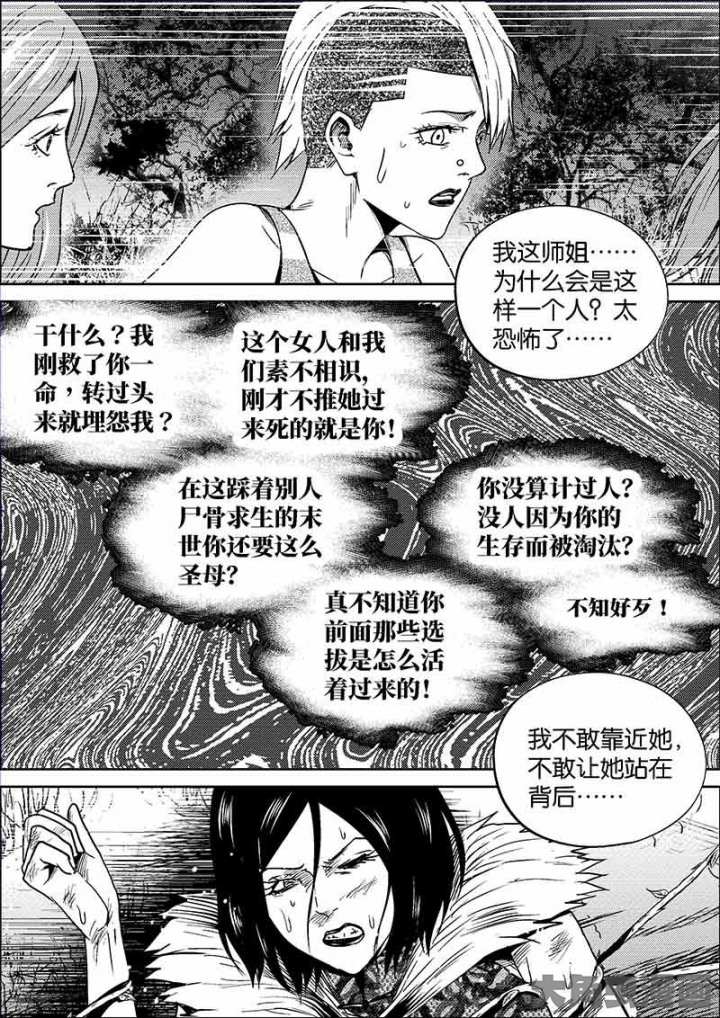 我这师姐……
为什么会是这
样一个人？太
恐怖了……
干什么？我
刚救了你一
命，转过头
来就埋怨我？
这个女人和我
们素不相识，
刚才不推她过
来死的就是你！
在这踩着别人
尸骨求生的末
世你还要这么
圣母？
你没算计过人？
没人因为你的
生存而被淘汰？
真不知道你
前面那些选
拔是怎么活
着过来的！
不知好歹！
我不敢靠近她，
不敢让她站在
背后……